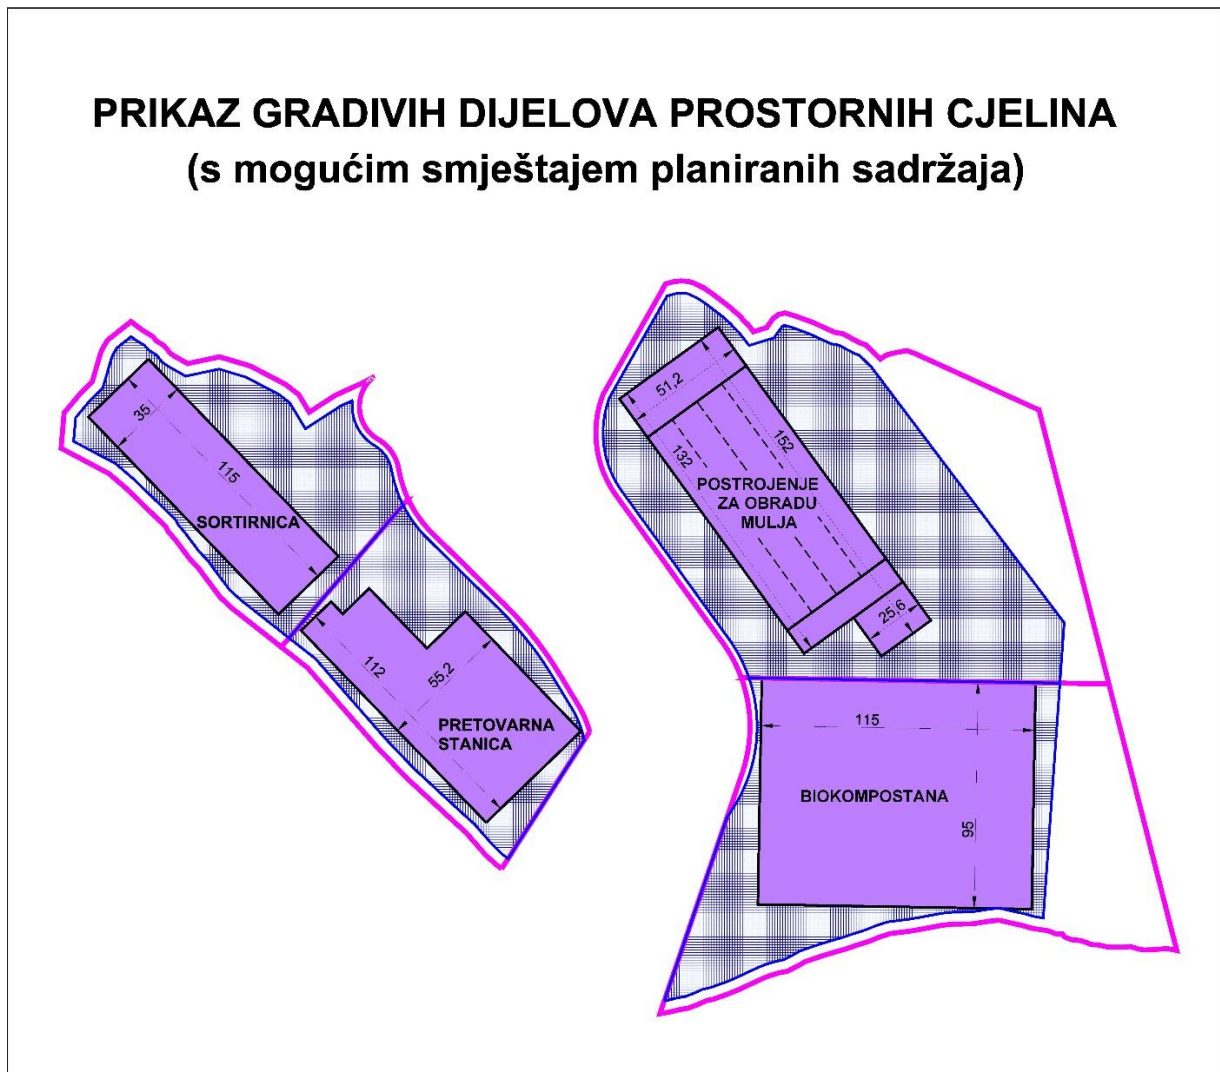 PRIKAZ GRADIVIH DIJELOVA PROSTORNIH CJELINA
(s mogućim smještajem planiranih sadržaja)
35
115
SORTIRNICA
112
55,2
PRETOVARNA
STANICA
51,2
152
132
POSTROJENJE
ZA OBRADU
MULJA
25,6
115
BIOKOMPOSTANA
95